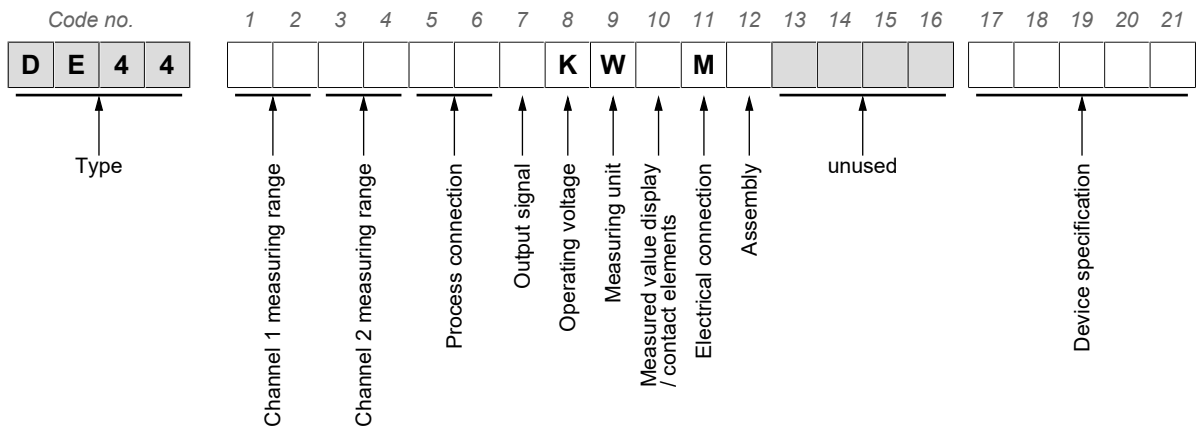 Code no. 1 2 3 4 5 6 7 8 9 10 11 12 13 14 15 16 17 18 19 20 21
D E 4 4 K W M
Type
Channel 1 measuring range
Channel 2 measuring range
Process connection
Output signal
Operating voltage
Measuring unit
Measured value display
/ contact elements
Electrical connection
Assembly
unused
Device specification